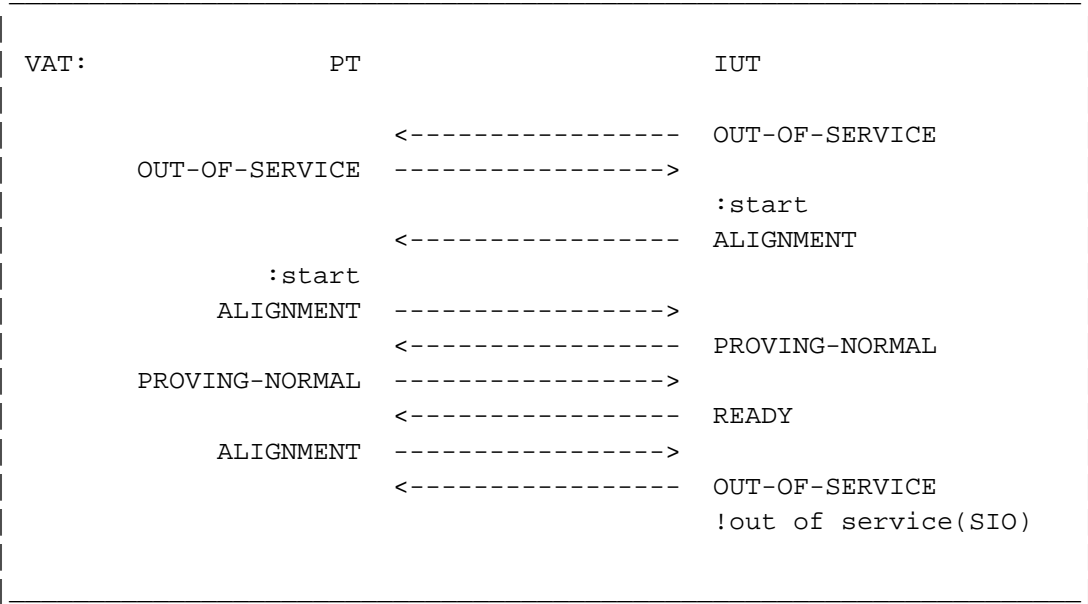 VAT: PT IUT
<----------------- OUT-OF-SERVICE
OUT-OF-SERVICE ----------------->
:start
<----------------- ALIGNMENT
:start
ALIGNMENT ----------------->
<----------------- PROVING-NORMAL
PROVING-NORMAL ----------------->
<----------------- READY
ALIGNMENT ----------------->
<----------------- OUT-OF-SERVICE
!out of service(SIO)